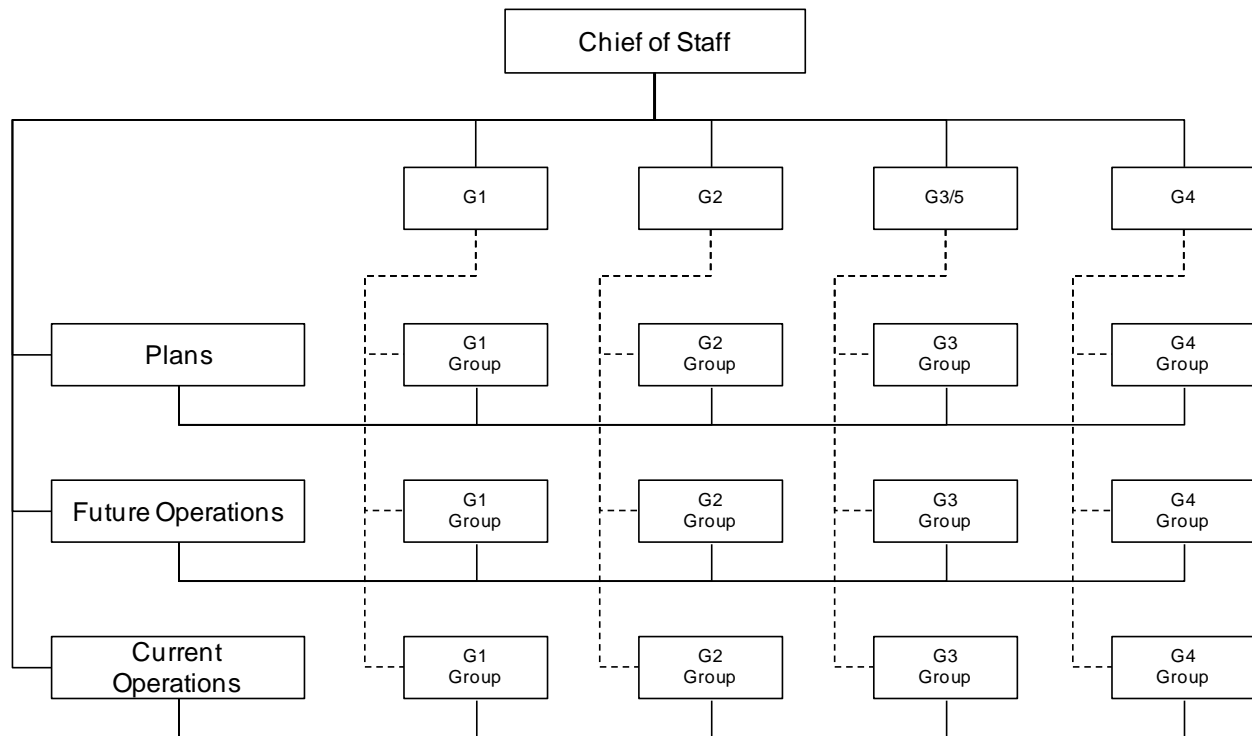 Chief of Staff
G1
G2
G3/5
G4
Plans
G1
Group
G2
Group
G3
Group
G4
Group
Future Operations
G1
Group
G2
Group
G3
Group
G4
Group
Current
Operations
G1
Group
G2
Group
G3
Group
G4
Group